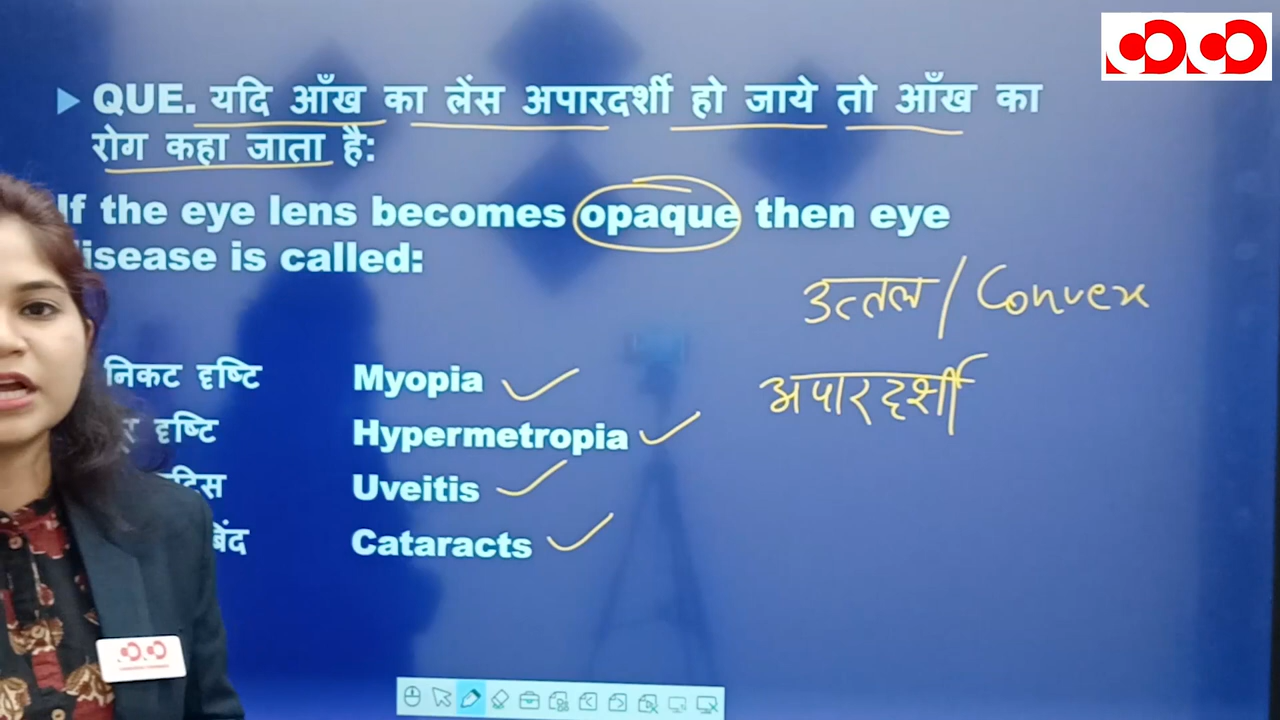 QUE. यदि आँख का लेंस अपारदर्शी हो जाये तो आँख का
रोग कहा जाता है:
If the eye lens becomes opaque then eye
disease is called:
उत्तल / Convex
निकट दृष्टि Myopia
अपारदर्शी
दृष्टि Hypermetropia
Uveitis
Cataracts